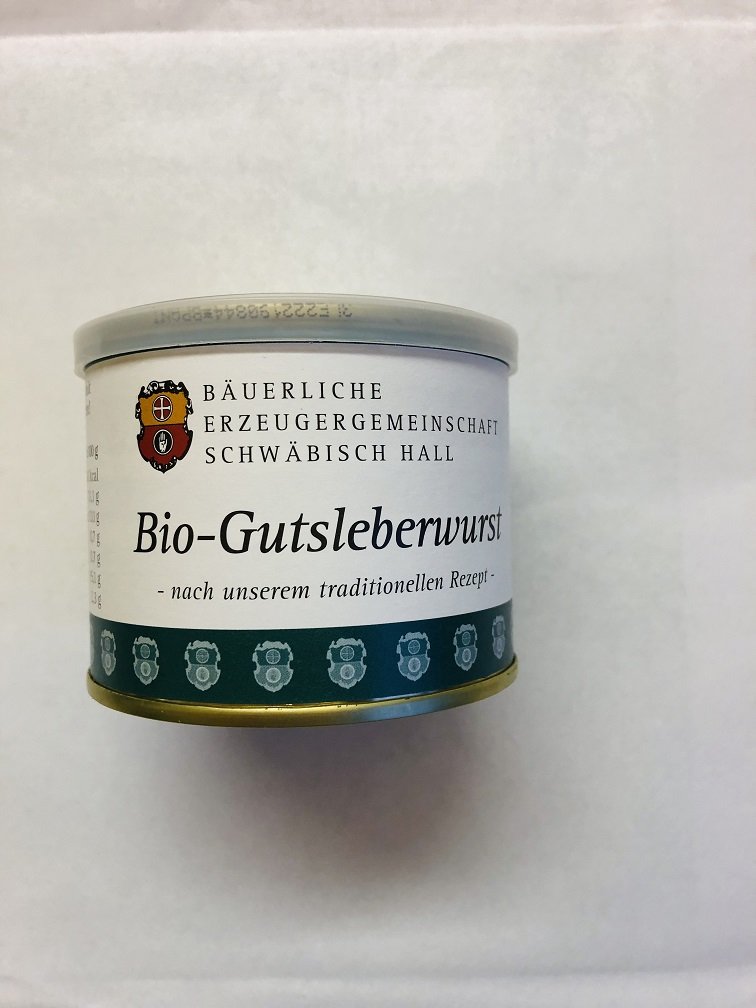 BÄUERLICHE
ERZEUGERGEMEINSCHAFT
SCHWÄBISCH HALL
Bio-Gutsleberwurst
- nach unserem traditionellen Rezept -